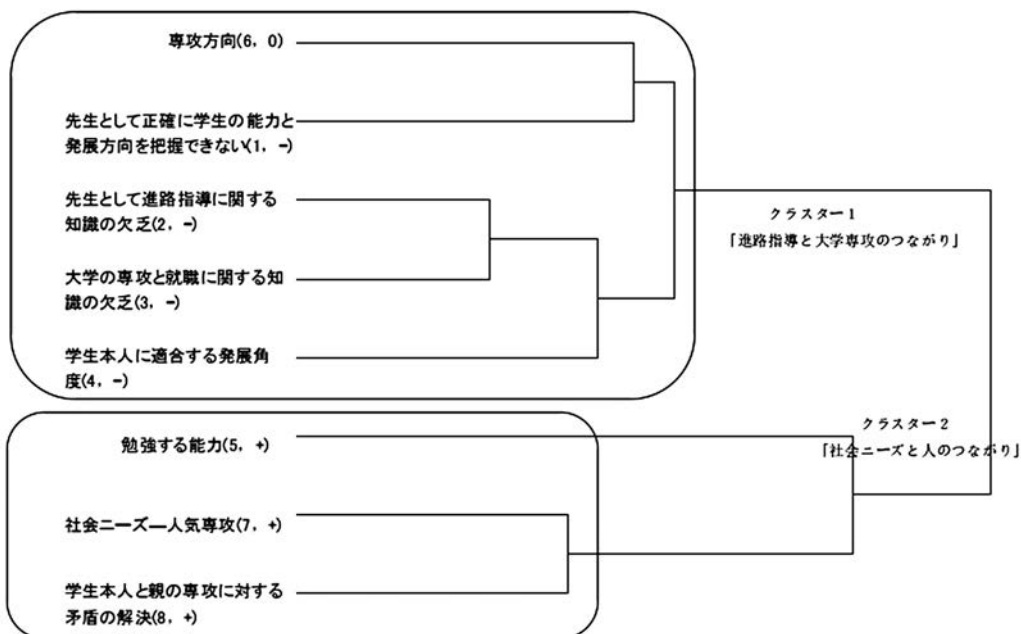 専攻方向(6, 0)
先生として正確に学生の能力と
発展方向を把握できない(1, -)
先生として進路指導に関する
知識の欠乏(2, -)
大学の専攻と就職に関する知
識の欠乏(3, -)
学生本人に適合する発展角
度(4, -)
クラスター1
「進路指導と大学専攻のつながり」
勉強する能力(5, +)
社会ニーズ―人気専攻(7, +)
学生本人と親の専攻に対する
矛盾の解決(8, +)
クラスター2
「社会ニーズと人のつながり」